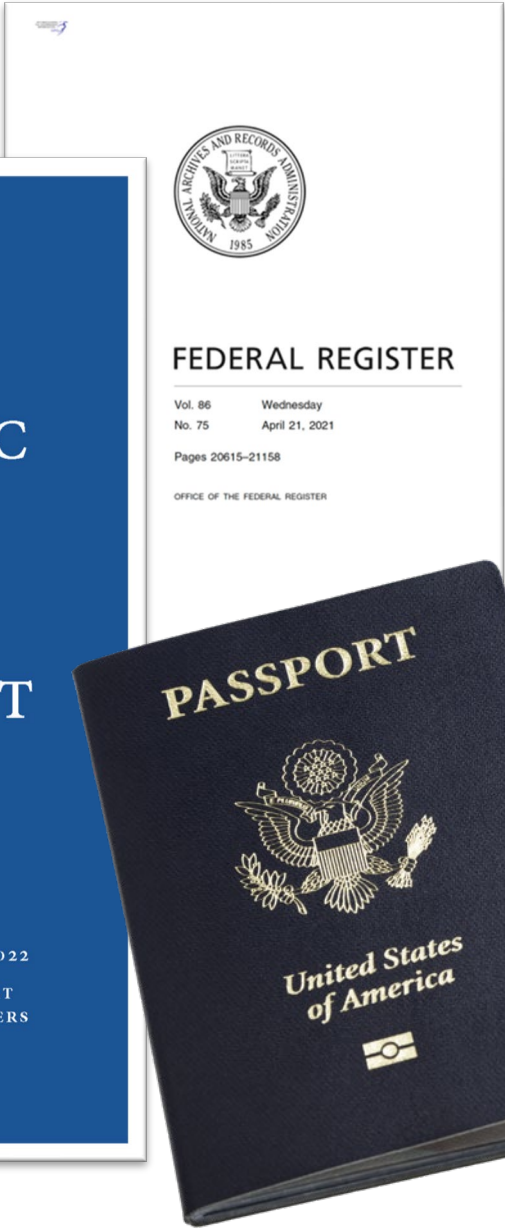 NATIONAL ARCHIVES AND RECORDS ADMINISTRATION
LITTERA
SCRIPTA
MANET
1985
FEDERAL REGISTER
Vol. 86 Wednesday
No. 75 April 21, 2021
Pages 20615–21158
OFFICE OF THE FEDERAL REGISTER
C
T
022
T
ERS
PASSPORT
United States
of America